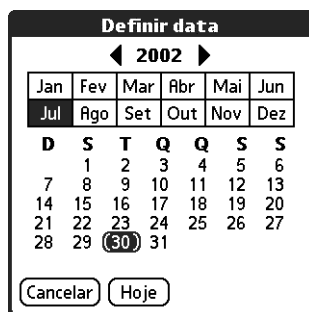 Definir data
2002
Jan Fev Mar Abr Mai Jun
Jul Ago Set Out Nov Dez
D S T Q Q S S
1 2 3 4 5 6
7 8 9 10 11 12 13
14 15 16 17 18 19 20
21 22 23 24 25 26 27
28 29 30 31
Cancelar Hoje